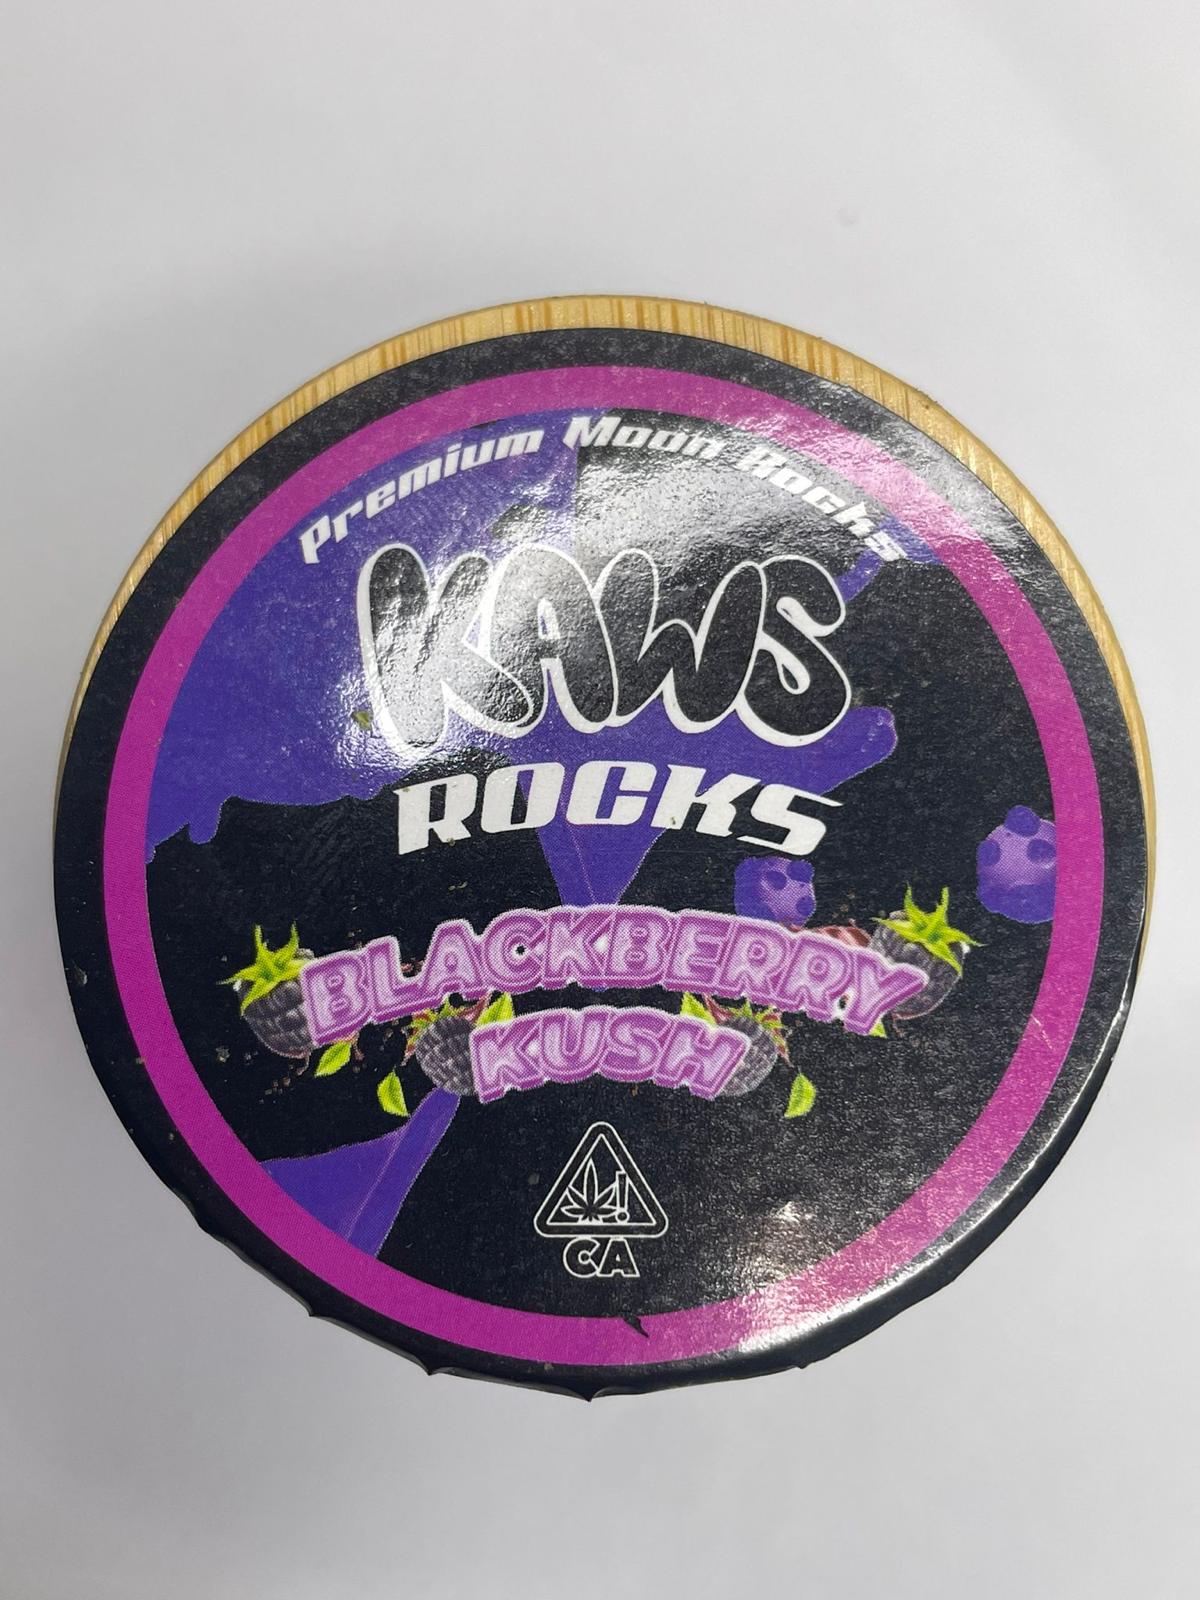 Premium Moon Rocks
KAWS
ROCKS
BLACKBERRY
KUSH
!
CA